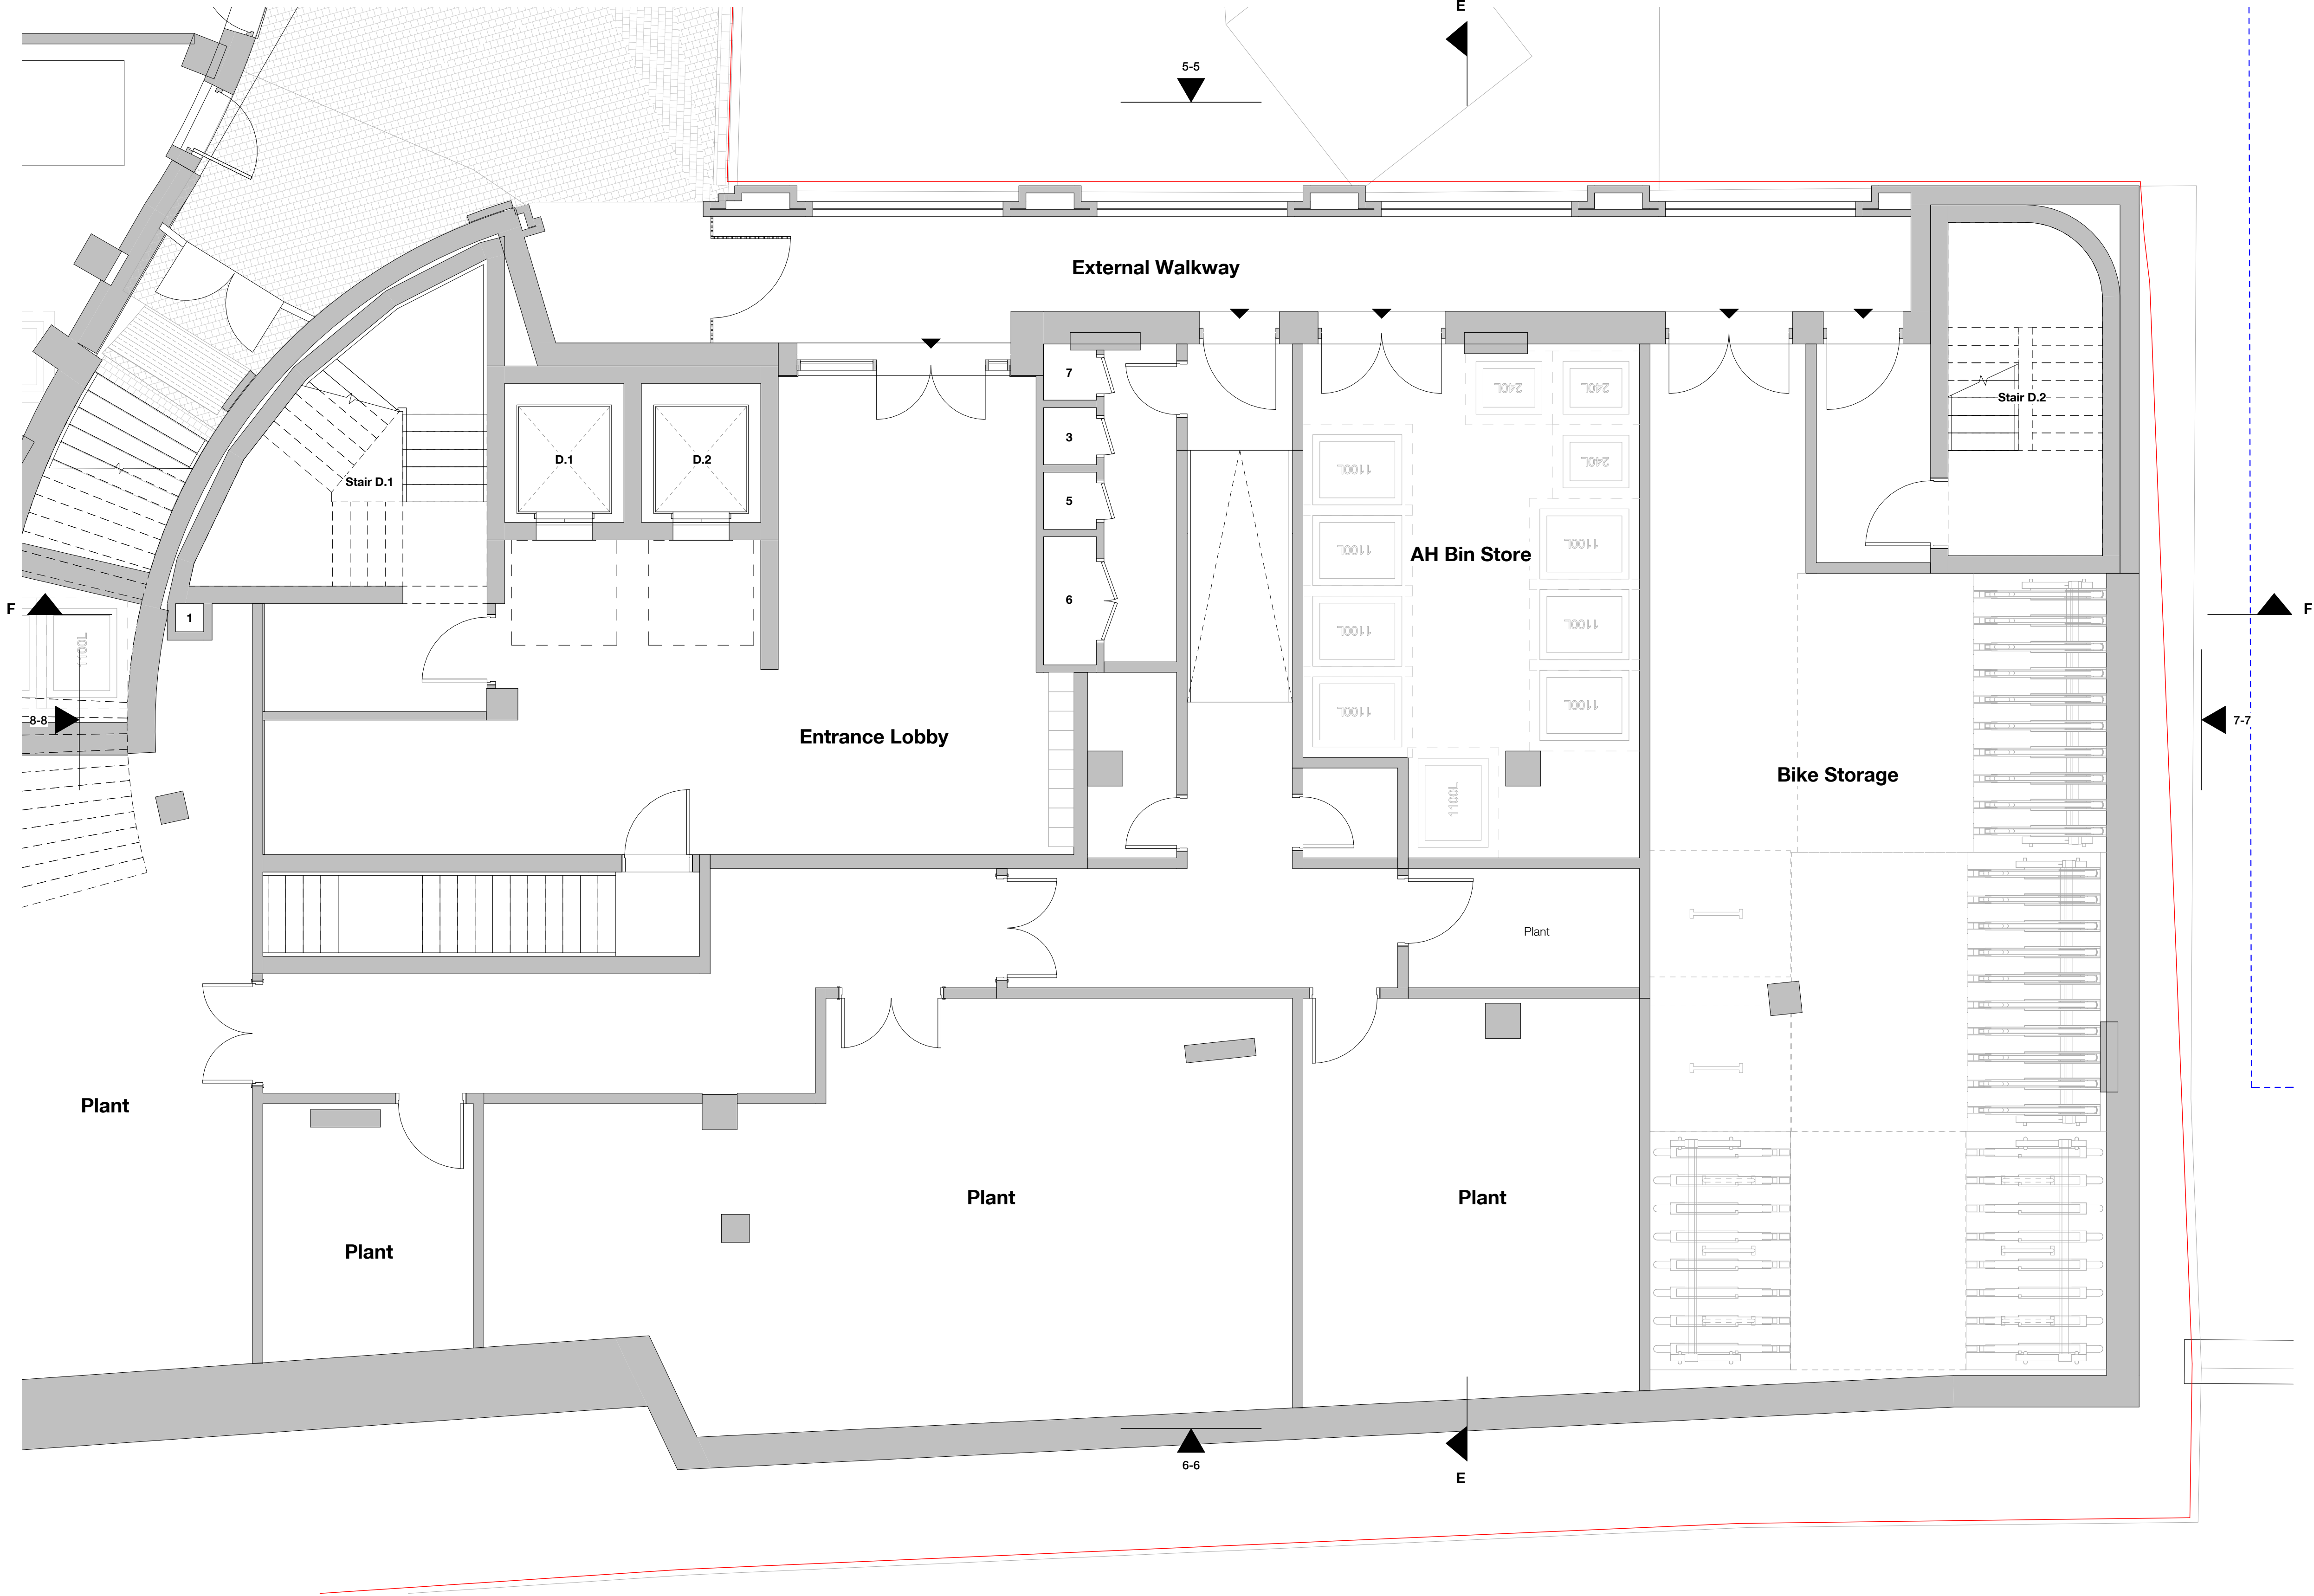 E
5-5
External Walkway
7
240L
240L
Stair D.2
3
D.1
D.2
240L
1100L
Stair D.1
5
1100L
1100L
AH Bin Store
6
F
F
1
1100L
1100L
1100L
1100L
1100L
8-8
7-7
Entrance Lobby
Bike Storage
1100L
Plant
Plant
Plant
Plant
Plant
6-6
E